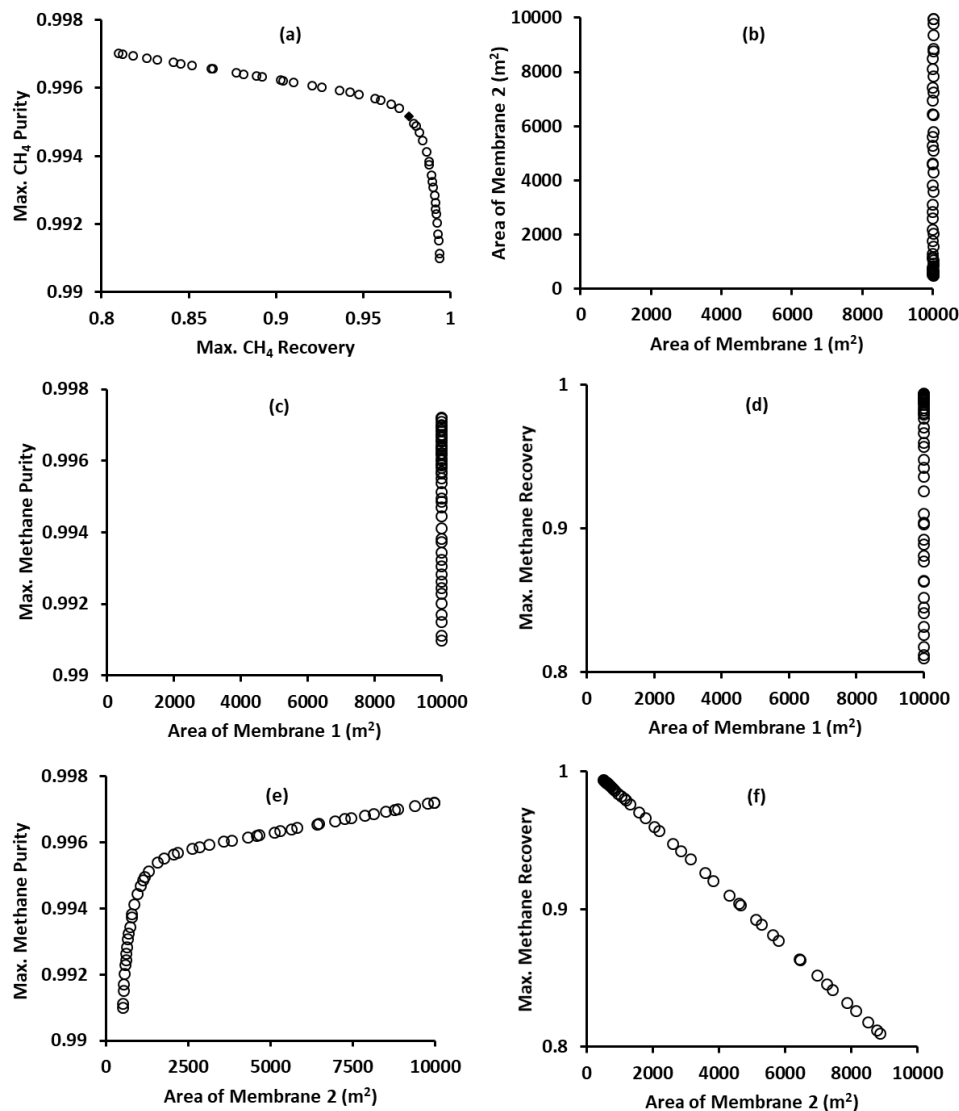 (a)
Max. CH₄ Purity
0.998
0.996
0.994
0.992
0.99
0.8 0.85 0.9 0.95 1
Max. CH₄ Recovery
(b)
Area of Membrane 2 (m²)
10000
8000
6000
4000
2000
0
0 2000 4000 6000 8000 10000
Area of Membrane 1 (m²)
(c)
Max. Methane Purity
0.998
0.996
0.994
0.992
0.99
0 2000 4000 6000 8000 10000
Area of Membrane 1 (m²)
(d)
Max. Methane Recovery
1
0.9
0.8
0 2000 4000 6000 8000 10000
Area of Membrane 1 (m²)
(e)
Max. Methane Purity
0.998
0.996
0.994
0.992
0.99
0 2500 5000 7500 10000
Area of Membrane 2 (m²)
(f)
Max. Methane Recovery
1
0.9
0.8
0 2000 4000 6000 8000 10000
Area of Membrane 2 (m²)